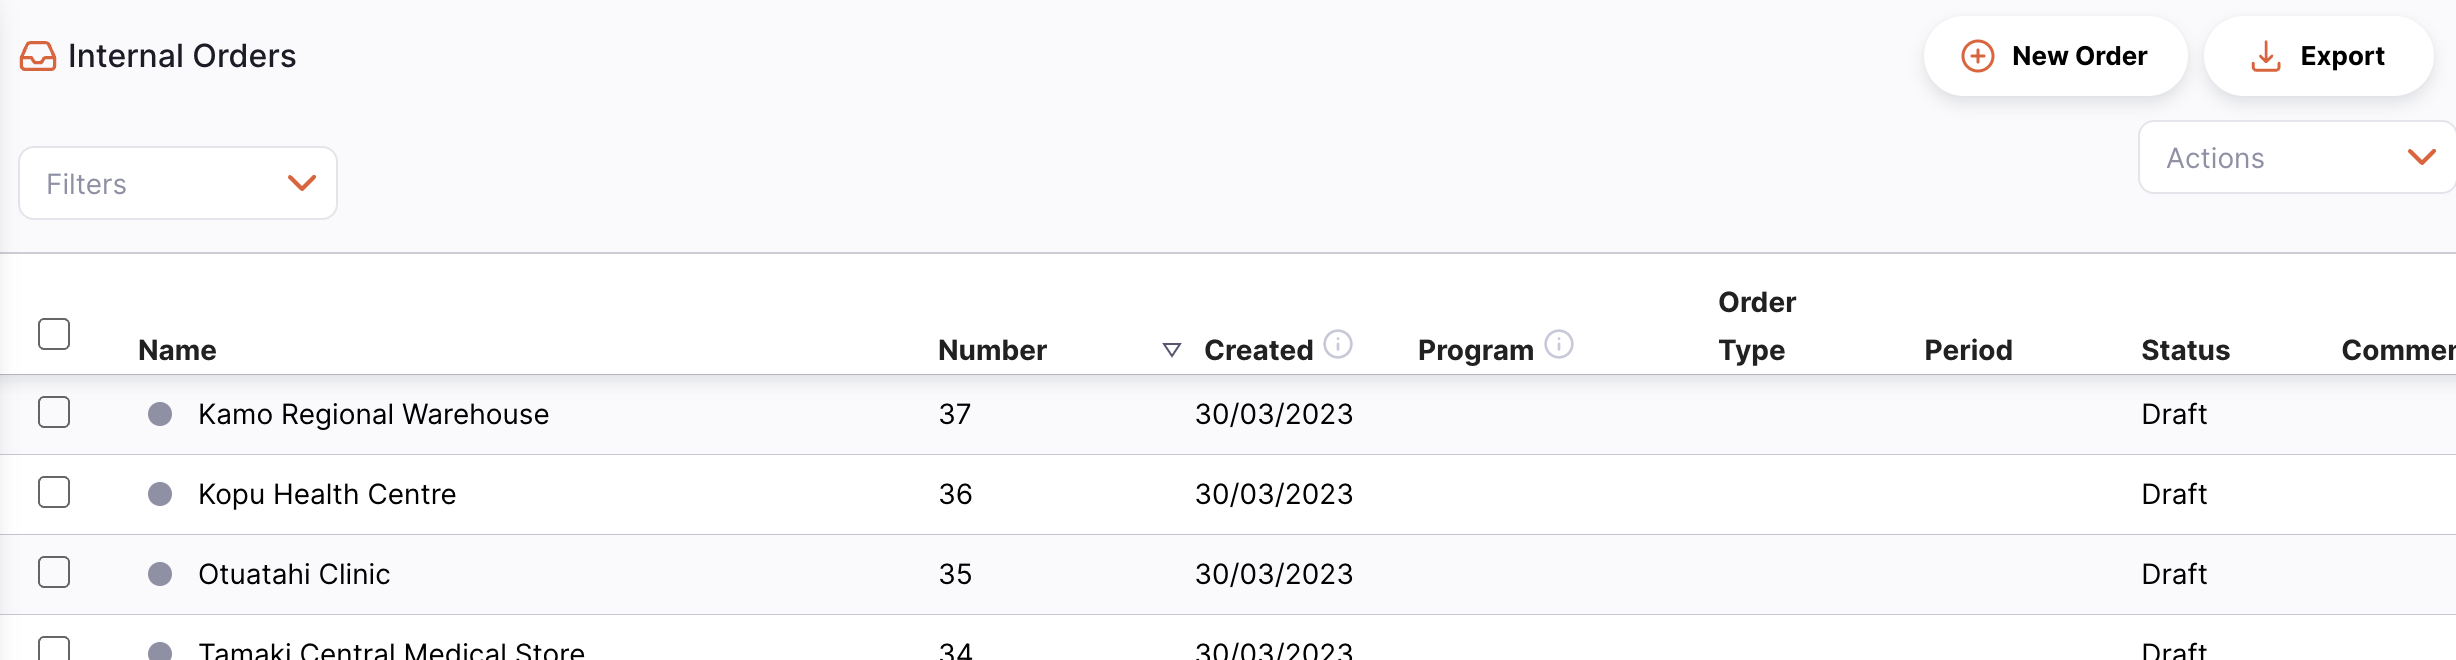 Internal Orders
New Order
Export
Filters
Actions
Name Number Created Program Order Type Period Status
Kamo Regional Warehouse 37 30/03/2023 Draft
Kopu Health Centre 36 30/03/2023 Draft
Otuatahi Clinic 35 30/03/2023 Draft
Tamaki Central Medical Store 34 30/03/2023 Draft